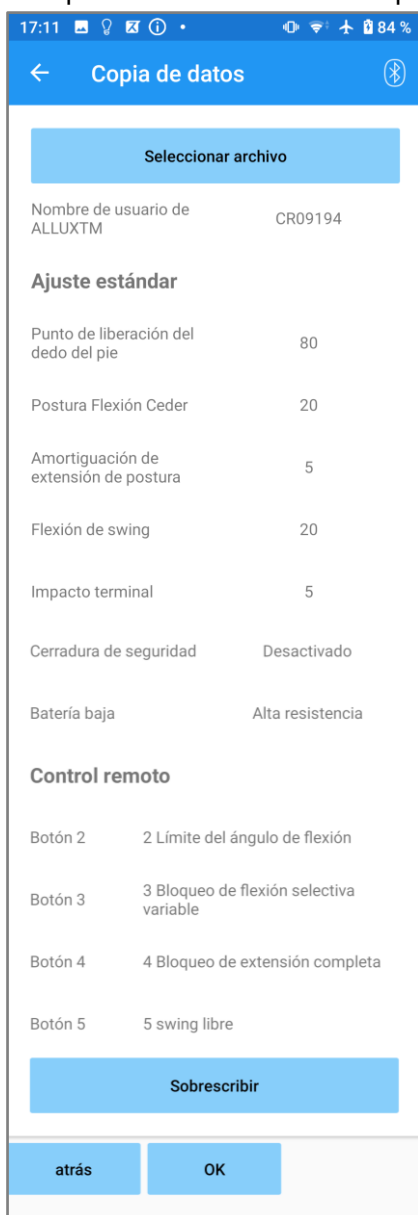 17:11 84 %
Copia de datos
Seleccionar archivo
Nombre de usuario de
ALLUXTM
CR09194
Ajuste estándar
Punto de liberación del
dedo del pie
80
Postura Flexión Ceder
20
Amortiguación de
extensión de postura
5
Flexión de swing
20
Impacto terminal
5
Cerradura de seguridad
Desactivado
Batería baja
Alta resistencia
Control remoto
Botón 2
2 Límite del ángulo de flexión
Botón 3
3 Bloqueo de flexión selectiva
variable
Botón 4
4 Bloqueo de extensión completa
Botón 5
5 swing libre
Sobrescribir
atrás
OK